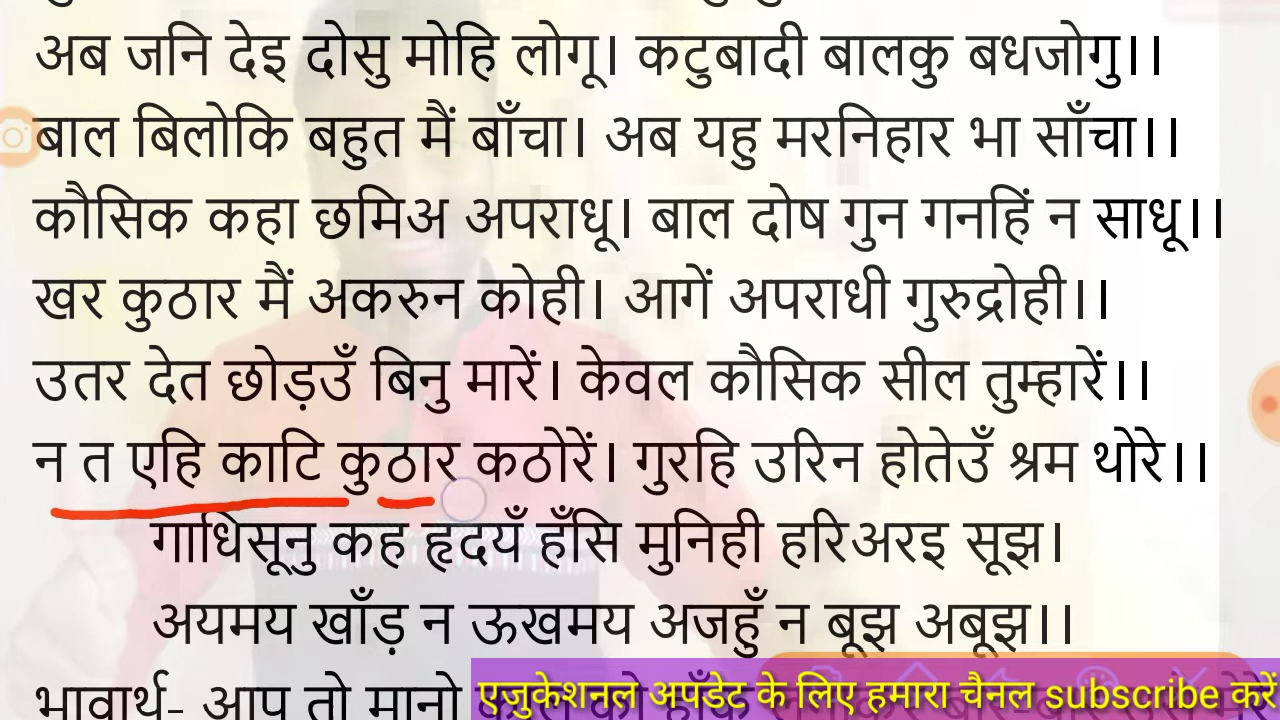 अब जनि देइ दोसु मोहि लोगू। कटुबादी बालकु बधजोगु।।
बाल बिलोकि बहुत मैं बाँचा। अब यहु मरनिहार भा साँचा।।
कौसिक कहा छमिअ अपराधू। बाल दोष गुन गनहिं न साधू।।
खर कुठार मैं अकरुन कोही। आगें अपराधी गुरुद्रोही।।
उतर देत छोड़उँ बिनु मारें। केवल कौसिक सील तुम्हारें।।
न त एहि काटि कुठार कठोरें। गुरहि उरिन होतेउँ श्रम थोरे।।
गाधिसूनु कह हृदयँ हँसि मुनिही हरिअरइ सूझ।
अयमय खाँड़ न ऊखमय अजहुँ न बूझ अबूझ।।
भावार्थ- आप तो मानो
एजुकेशनल अपडेट के लिए हमारा चैनल subscribe करें